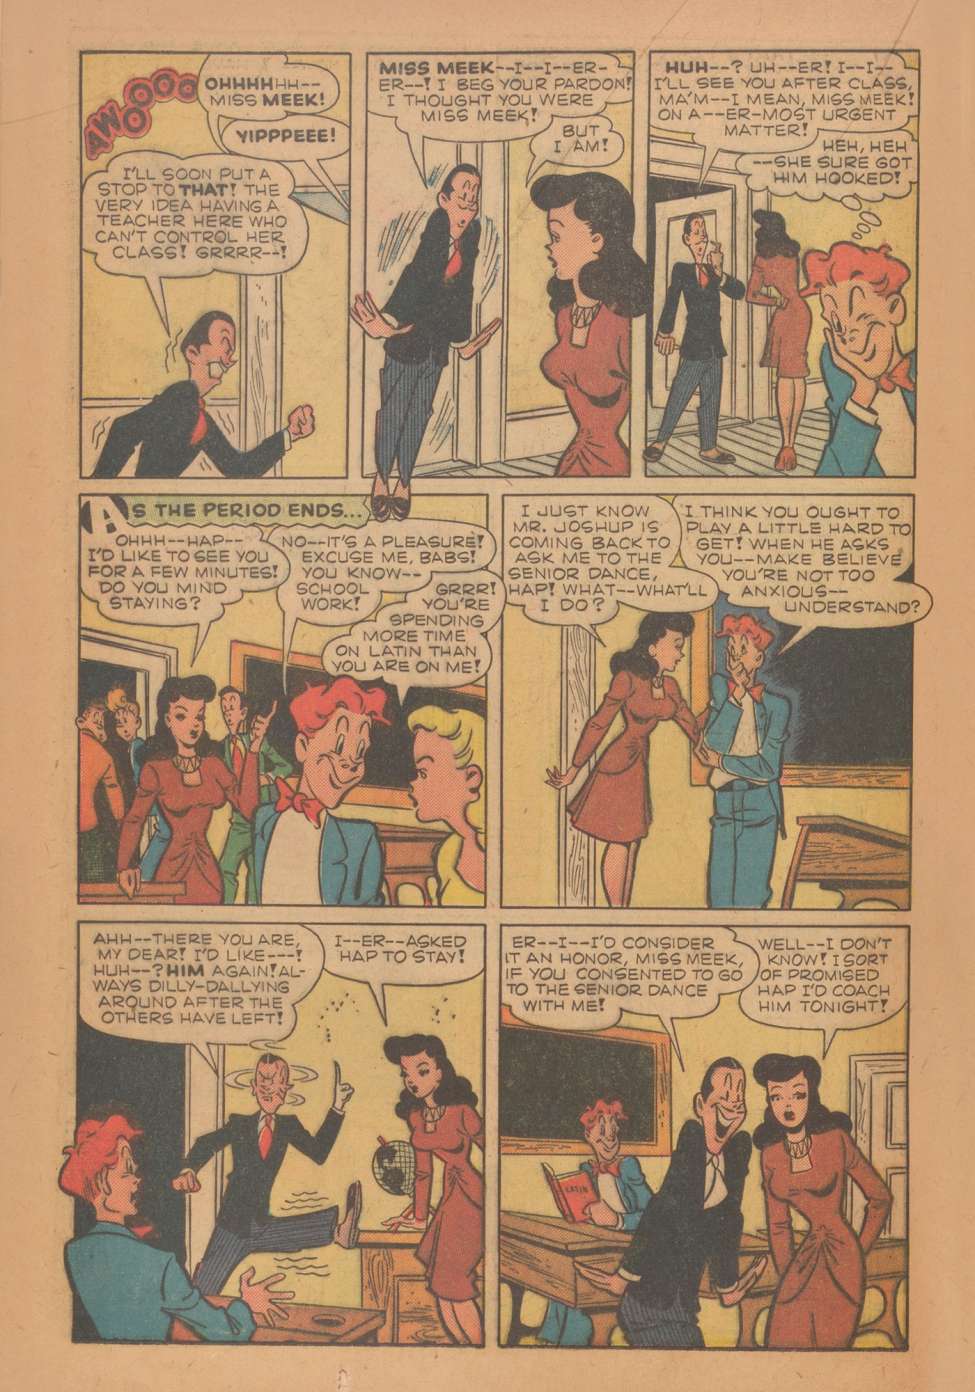 AWOOOOO
OHHHHHH--
MISS MEEK!
YIPPPEEE!
I'LL SOON PUT A
STOP TO THAT! THE
VERY IDEA HAVING A
TEACHER HERE WHO
CAN'T CONTROL HER
CLASS! GRRRR--!
MISS MEEK--I--I--ER-
ER--! I BEG YOUR PARDON!
I THOUGHT YOU WERE
MISS MEEK!
BUT
I AM!
HUH--? UH--ER! I--I--
I'LL SEE YOU AFTER CLASS,
MA'M--I MEAN, MISS MEEK!
ON A--ER-MOST URGENT
MATTER!
HEH, HEH
--SHE SURE GOT
HIM HOOKED!
AS THE PERIOD ENDS...
OHHH--HAP--
I'D LIKE TO SEE YOU
FOR A FEW MINUTES!
DO YOU MIND
STAYING?
NO--IT'S A PLEASURE!
EXCUSE ME, BABS!
YOU KNOW--
SCHOOL
WORK!
GRRR!
YOU'RE
SPENDING
MORE TIME
ON LATIN THAN
YOU ARE ON ME!
I JUST KNOW
MR. JOSHUP IS
COMING BACK TO
ASK ME TO THE
SENIOR DANCE,
HAP! WHAT--WHAT'LL
I DO?
I THINK YOU OUGHT TO
PLAY A LITTLE HARD TO
GET! WHEN HE ASKS
YOU--MAKE BELIEVE
YOU'RE NOT TOO
ANXIOUS--
UNDERSTAND?
AHH--THERE YOU ARE,
MY DEAR! I'D LIKE---!
HUH--? HIM AGAIN! AL-
WAYS DILLY-DALLYING
AROUND AFTER THE
OTHERS HAVE LEFT!
I--ER--ASKED
HAP TO STAY!
ER--I--I'D CONSIDER
IT AN HONOR, MISS MEEK,
IF YOU CONSENTED TO GO
TO THE SENIOR DANCE
WITH ME!
WELL--I DON'T
KNOW! I SORT
OF PROMISED
HAP I'D COACH
HIM TONIGHT!
LATIN